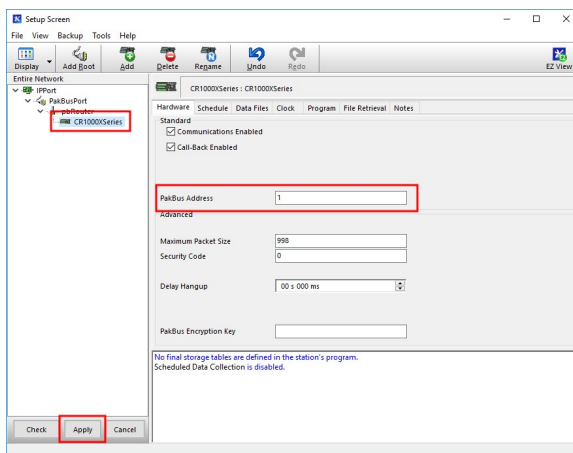 Setup Screen
File View Backup Tools Help
Display Add Root Add Delete Rename Undo Redo EZ View
Entire Network
IPPort
PakBusPort
pbRouter
CR1000XSeries
CR1000XSeries : CR1000XSeries
Hardware Schedule Data Files Clock Program File Retrieval Notes
Standard
Communications Enabled
Call-Back Enabled
PakBus Address 1
Advanced
Maximum Packet Size 998
Security Code 0
Delay Hangup 00 s 000 ms
PakBus Encryption Key
No final storage tables are defined in the station's program.
Scheduled Data Collection is disabled.
Check Apply Cancel